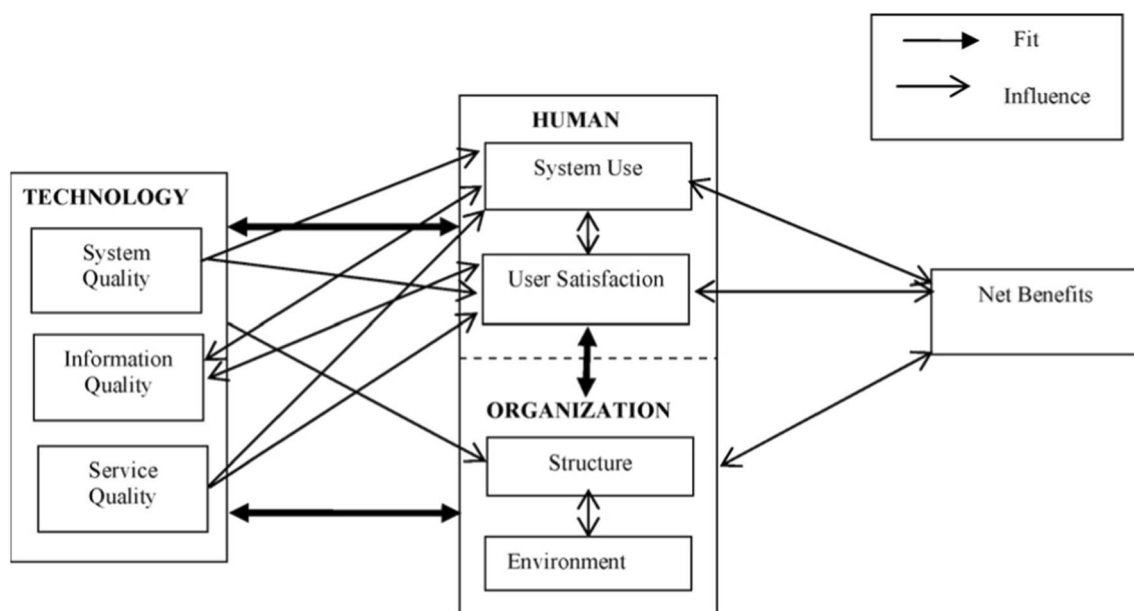 Fit
Influence
HUMAN
System Use
TECHNOLOGY
System
Quality
User Satisfaction
Net Benefits
Information
Quality
ORGANIZATION
Structure
Service
Quality
Environment